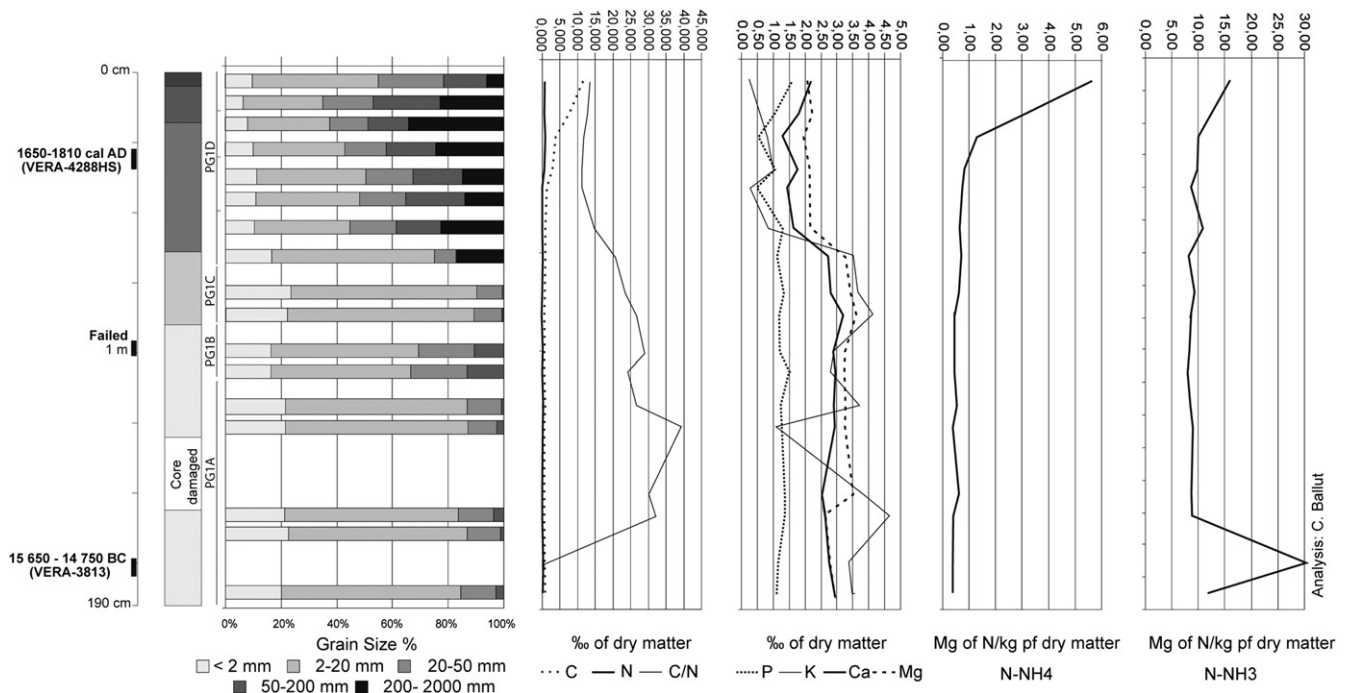 0 cm
1650-1810 cal AD
(VERA-4288HS)
Failed
1 m
15 650 - 14 750 BC
(VERA-3813)
190 cm
Core
damaged
PG1D
PG1C
PG1B
PG1A
0% 20% 40% 60% 80% 100%
Grain Size %
< 2 mm 2-20 mm 20-50 mm
50-200 mm 200- 2000 mm
0,000 5,000 10,000 15,000 20,000 25,000 30,000 35,000 40,000 45,000
‰ of dry matter
C N C/N
0,00 0,50 1,00 1,50 2,00 2,50 3,00 3,50 4,00 4,50 5,00
‰ of dry matter
P K Ca Mg
0,00 1,00 2,00 3,00 4,00 5,00 6,00
Mg of N/kg pf dry matter
N-NH4
0,00 5,00 10,00 15,00 20,00 25,00 30,00
Mg of N/kg pf dry matter
N-NH3
Analysis: C. Ballut